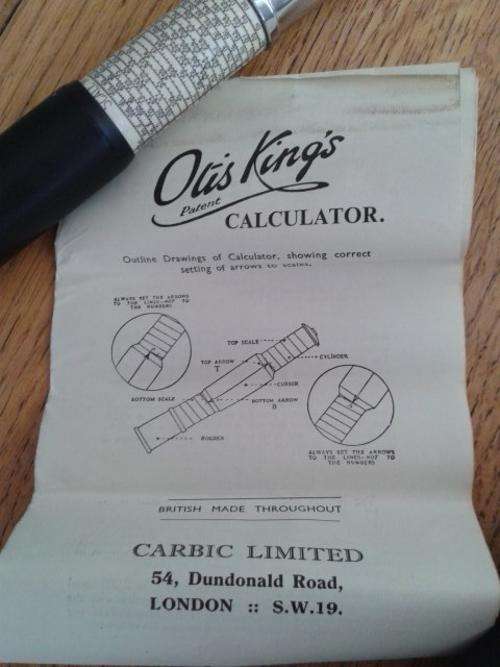 Otis King's
Patent
CALCULATOR.
Outline Drawings of Calculator, showing correct
setting of arrows to scales.
ALWAYS SET THE ARROWS
TO THE LINES-NOT TO
THE NUMBERS
TOP SCALE
TOP ARROW
T
CYLINDER
CURSOR
BOTTOM SCALE
BOTTOM ARROW
B
HOLDER
ALWAYS SET THE ARROWS
TO THE LINES-NOT TO
THE NUMBERS
BRITISH MADE THROUGHOUT
CARBIC LIMITED
54, Dundonald Road,
LONDON :: S.W.19.